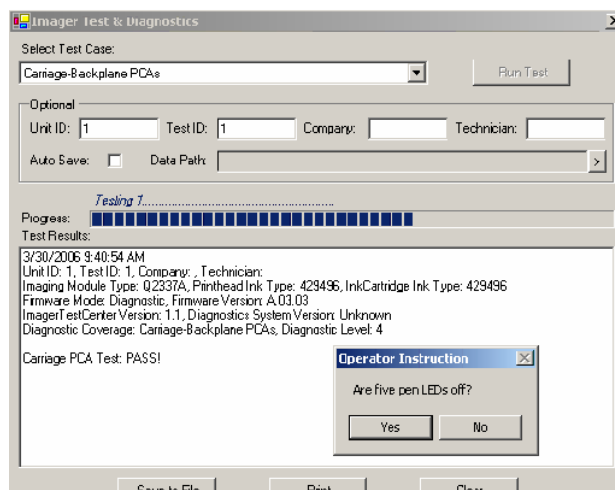 Imager Test & Diagnostics
Select Test Case:
Carriage-Backplane PCAs
Run Test
Optional
Unit ID: 1 Test ID: 1 Company: Technician:
Auto Save: Data Path: >
Testing 1
Progress:
Test Results:
3/30/2006 9:40:54 AM
Unit ID: 1, Test ID: 1, Company: , Technician:
Imaging Module Type: Q2337A, Printhead Ink Type: 429496, InkCartridge Ink Type: 429496
Firmware Mode: Diagnostic, Firmware Version: A.03.03
ImagerTestCenter Version: 1.1, Diagnostics System Version: Unknown
Diagnostic Coverage: Carriage-Backplane PCAs, Diagnostic Level: 4
Carriage PCA Test: PASS!
Operator Instruction
Are five pen LEDs off?
Yes No
Save to File Print Clear